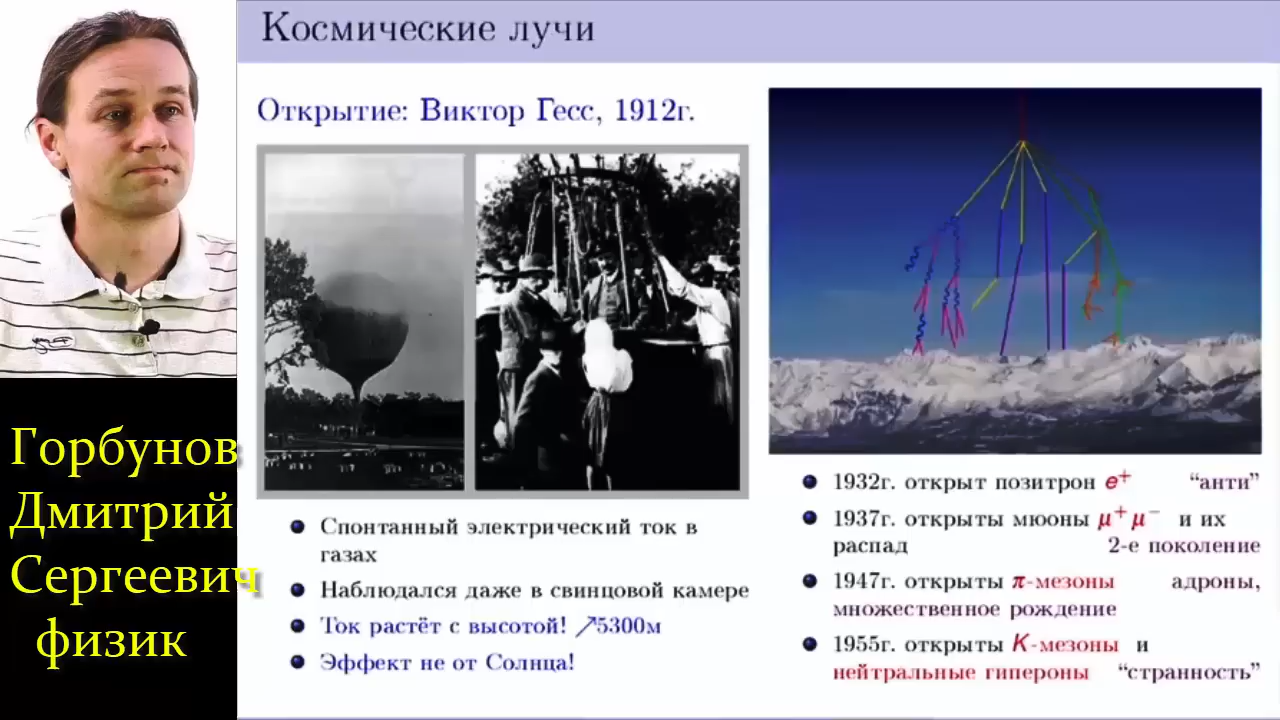 Космические лучи
Открытие: Виктор Гесс, 1912г.
Спонтанный электрический ток в
газах
Наблюдался даже в свинцовой камере
Ток растёт с высотой! ↗5300м
Эффект не от Солнца!
1932г. открыт позитрон e⁺ “анти”
1937г. открыты мюоны μ⁺μ⁻ и их
распад 2-е поколение
1947г. открыты π-мезоны адроны,
множественное рождение
1955г. открыты K-мезоны и
нейтральные гипероны “странность”
Горбунов
Дмитрий
Сергеевич
физик